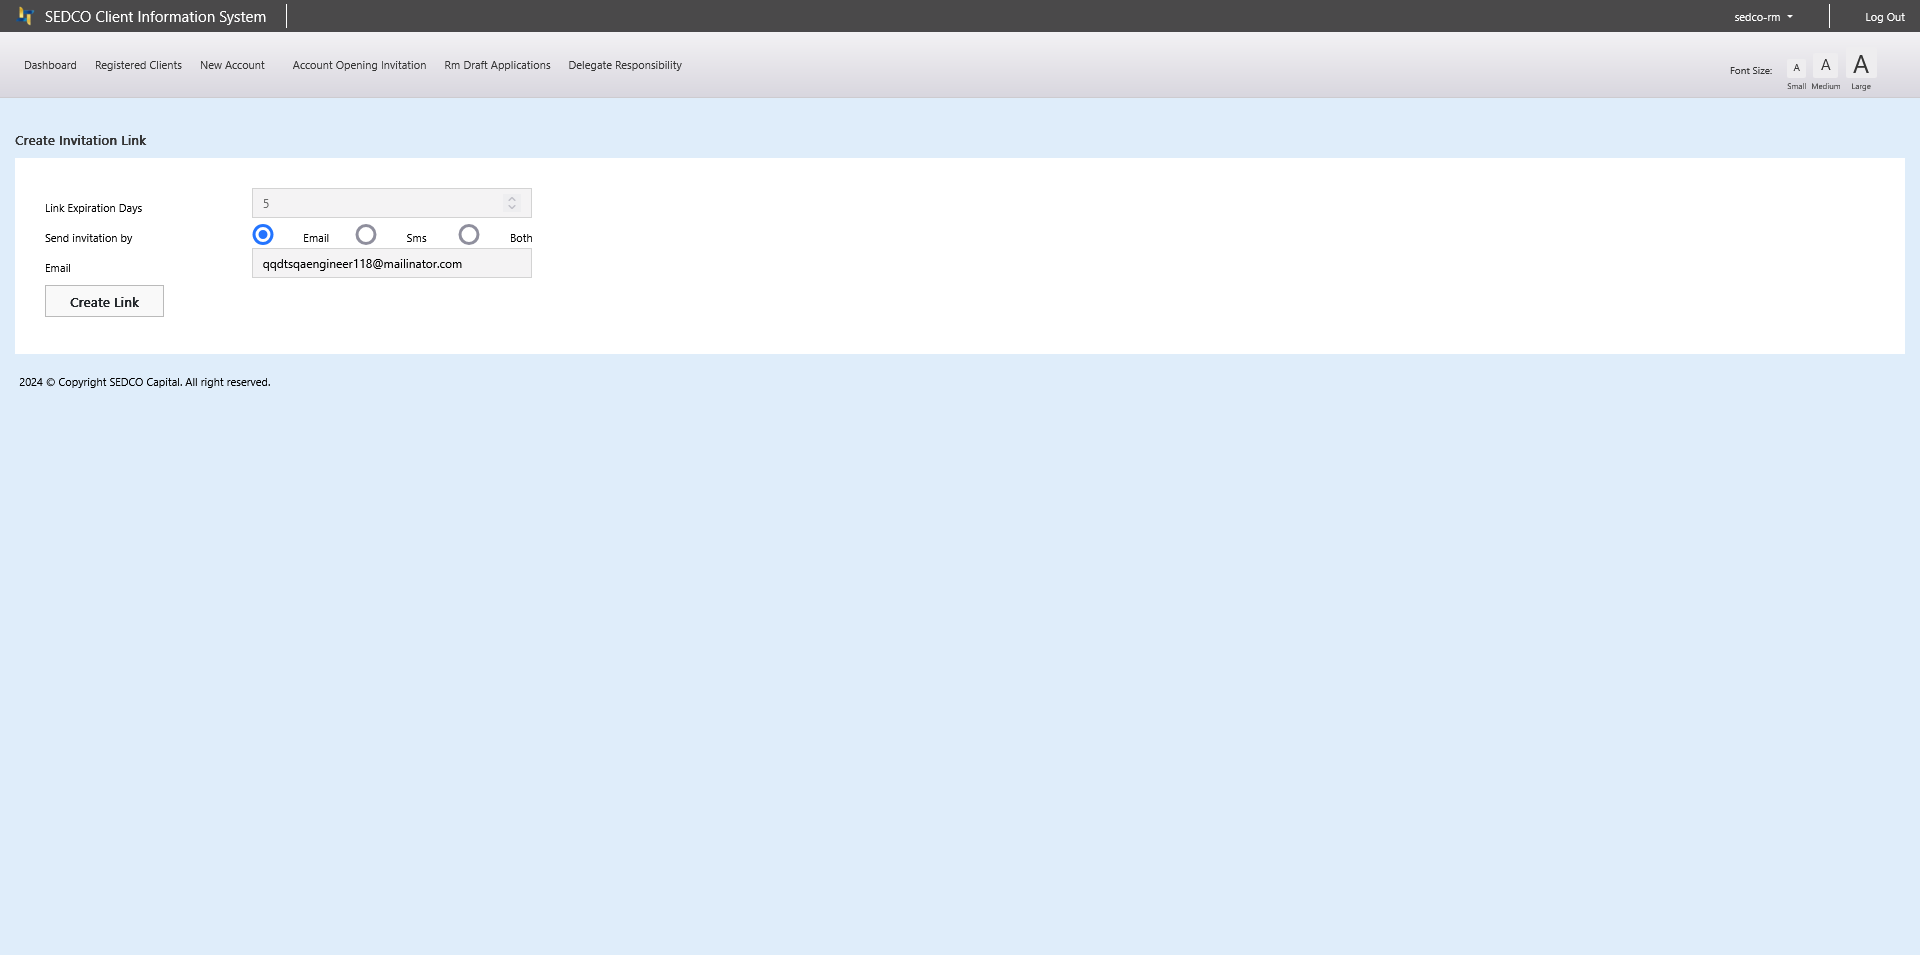 SEDCO Client Information System
sedco-rm
Log Out
Dashboard Registered Clients New Account Account Opening Invitation Rm Draft Applications Delegate Responsibility
Font Size:
A A A
Small Medium Large
Create Invitation Link
Link Expiration Days 5
Send invitation by Email Sms Both
Email qqdtsqaengineer118@mailinator.com
Create Link
2024 © Copyright SEDCO Capital. All right reserved.